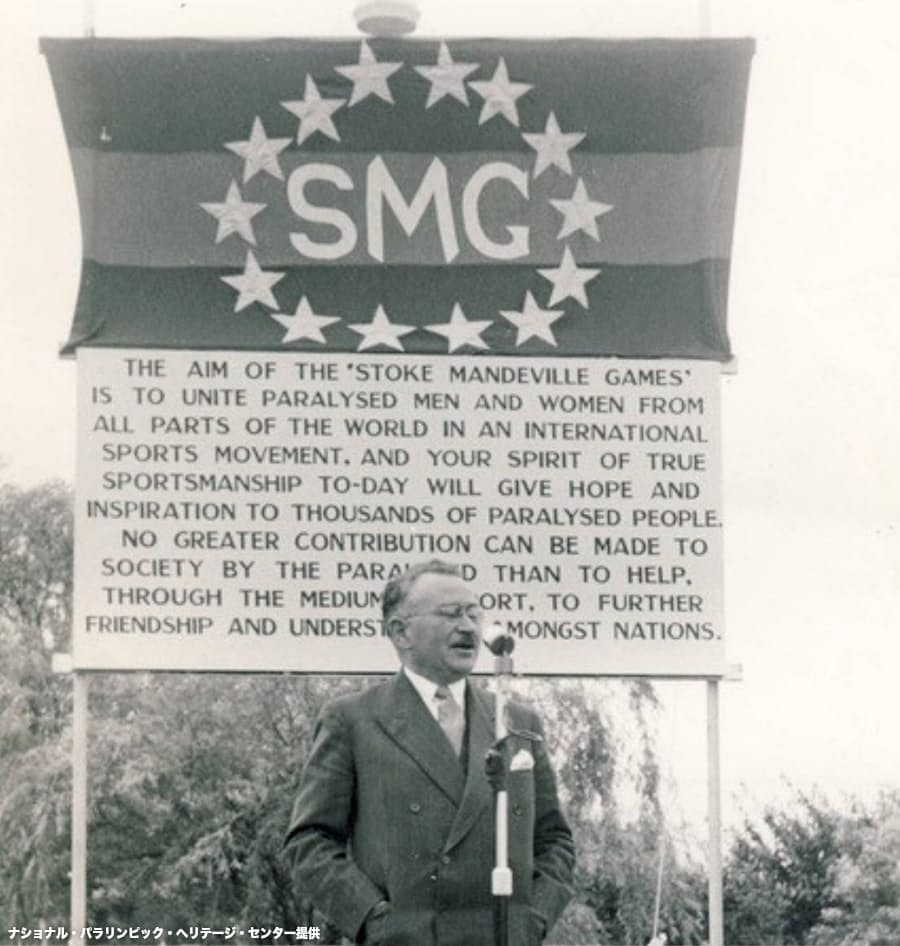 SMG
THE AIM OF THE 'STOKE MANDEVILLE GAMES'
IS TO UNITE PARALYSED MEN AND WOMEN FROM
ALL PARTS OF THE WORLD IN AN INTERNATIONAL
SPORTS MOVEMENT, AND YOUR SPIRIT OF TRUE
SPORTSMANSHIP TO-DAY WILL GIVE HOPE AND
INSPIRATION TO THOUSANDS OF PARALYSED PEOPLE.
NO GREATER CONTRIBUTION CAN BE MADE TO
SOCIETY BY THE THAN TO HELP,
THROUGH THE MEDIUM TO FURTHER
FRIENDSHIP AND NATIONS.
ナショナル・パラリンピック・ヘリテージ・センター提供